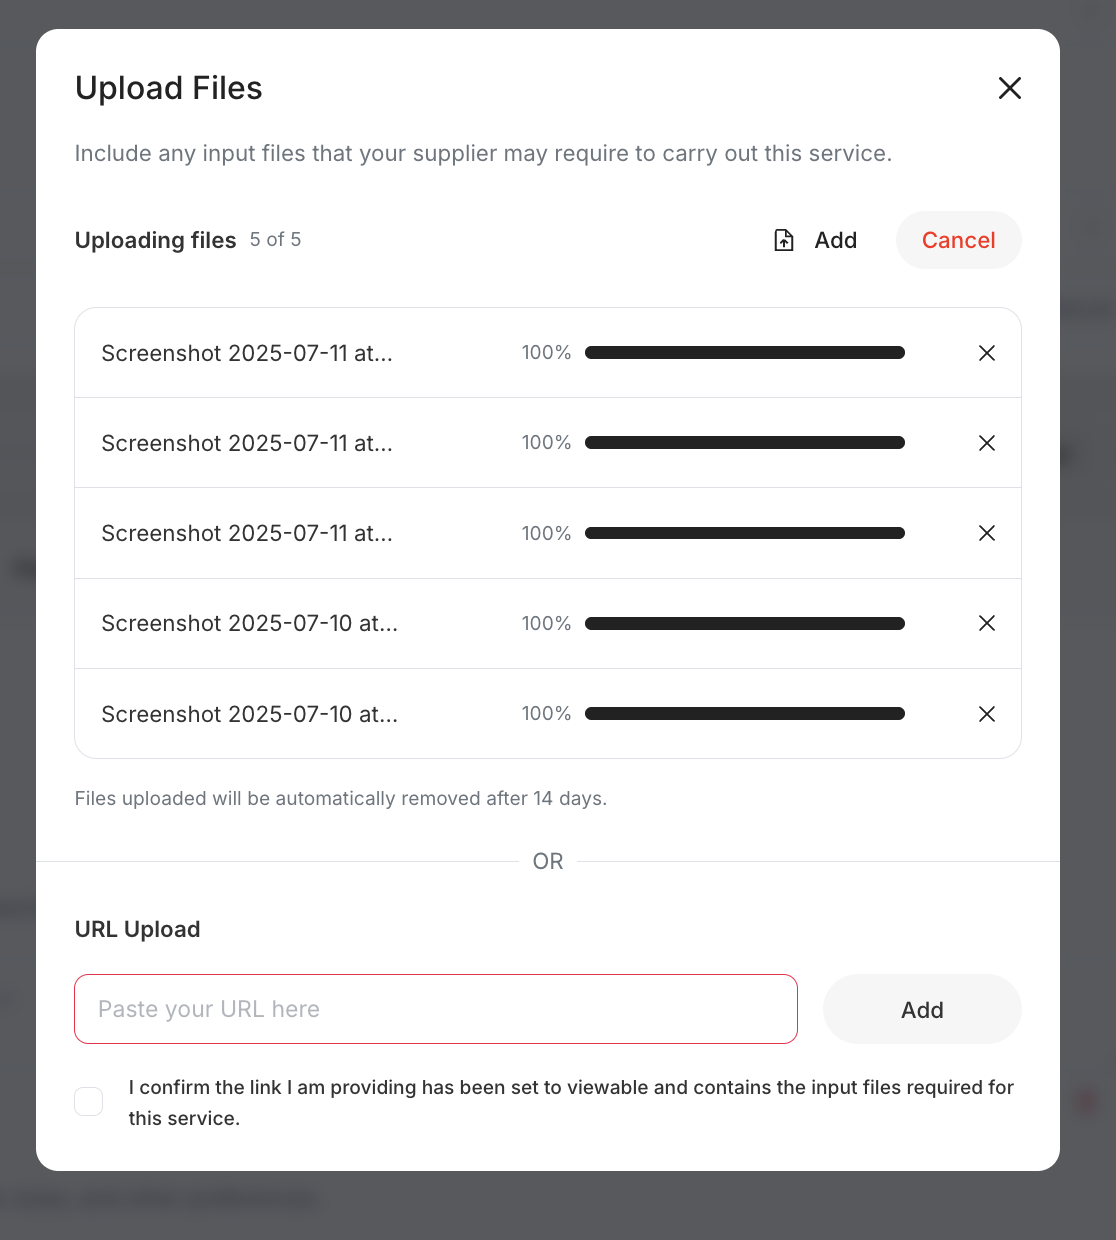 Upload Files
Include any input files that your supplier may require to carry out this service.
Uploading files 5 of 5 Add Cancel
Screenshot 2025-07-11 at... 100%
Screenshot 2025-07-11 at... 100%
Screenshot 2025-07-11 at... 100%
Screenshot 2025-07-10 at... 100%
Screenshot 2025-07-10 at... 100%
Files uploaded will be automatically removed after 14 days.
OR
URL Upload
Paste your URL here Add
I confirm the link I am providing has been set to viewable and contains the input files required for
this service.